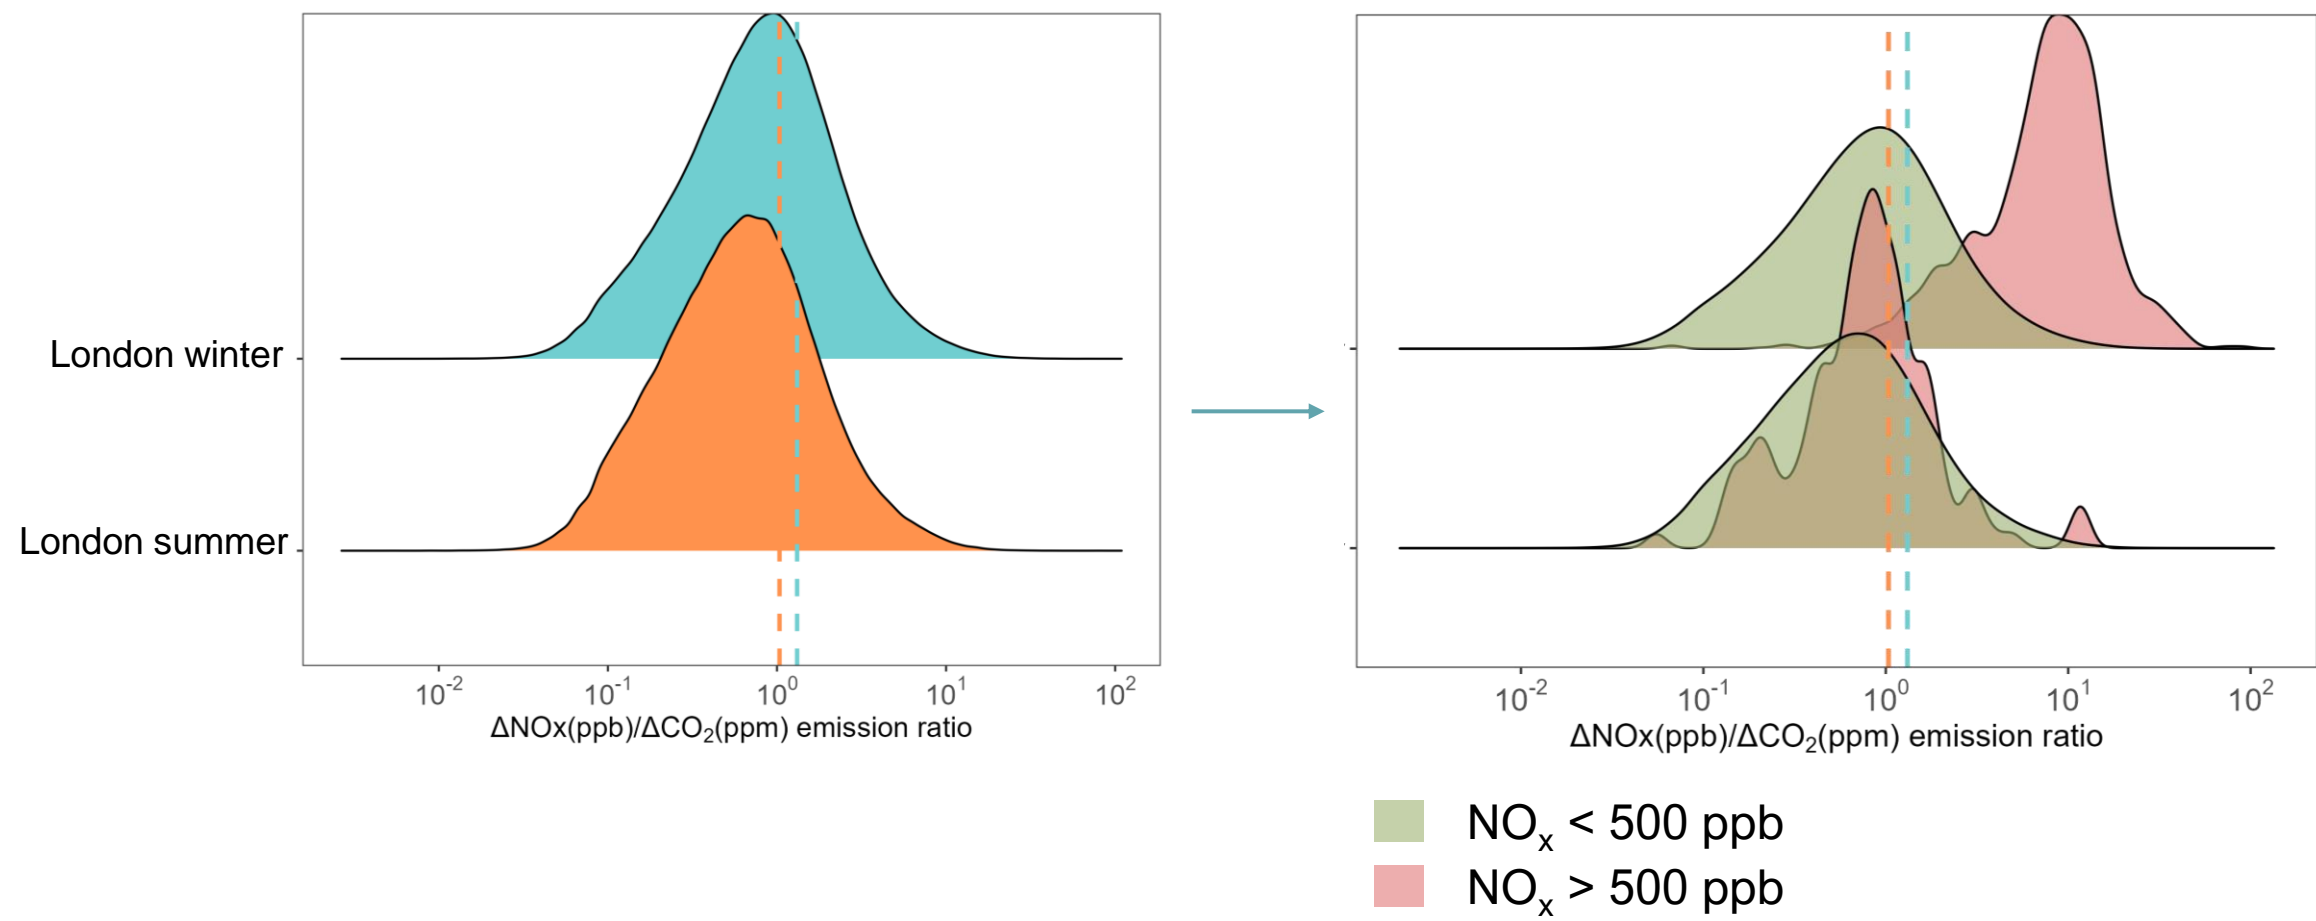 London winter
London summer
10⁻² 10⁻¹ 10⁰ 10¹ 10²
ΔNOx(ppb)/ΔCO₂(ppm) emission ratio
10⁻² 10⁻¹ 10⁰ 10¹ 10²
ΔNOx(ppb)/ΔCO₂(ppm) emission ratio
NOₓ < 500 ppb
NOₓ > 500 ppb